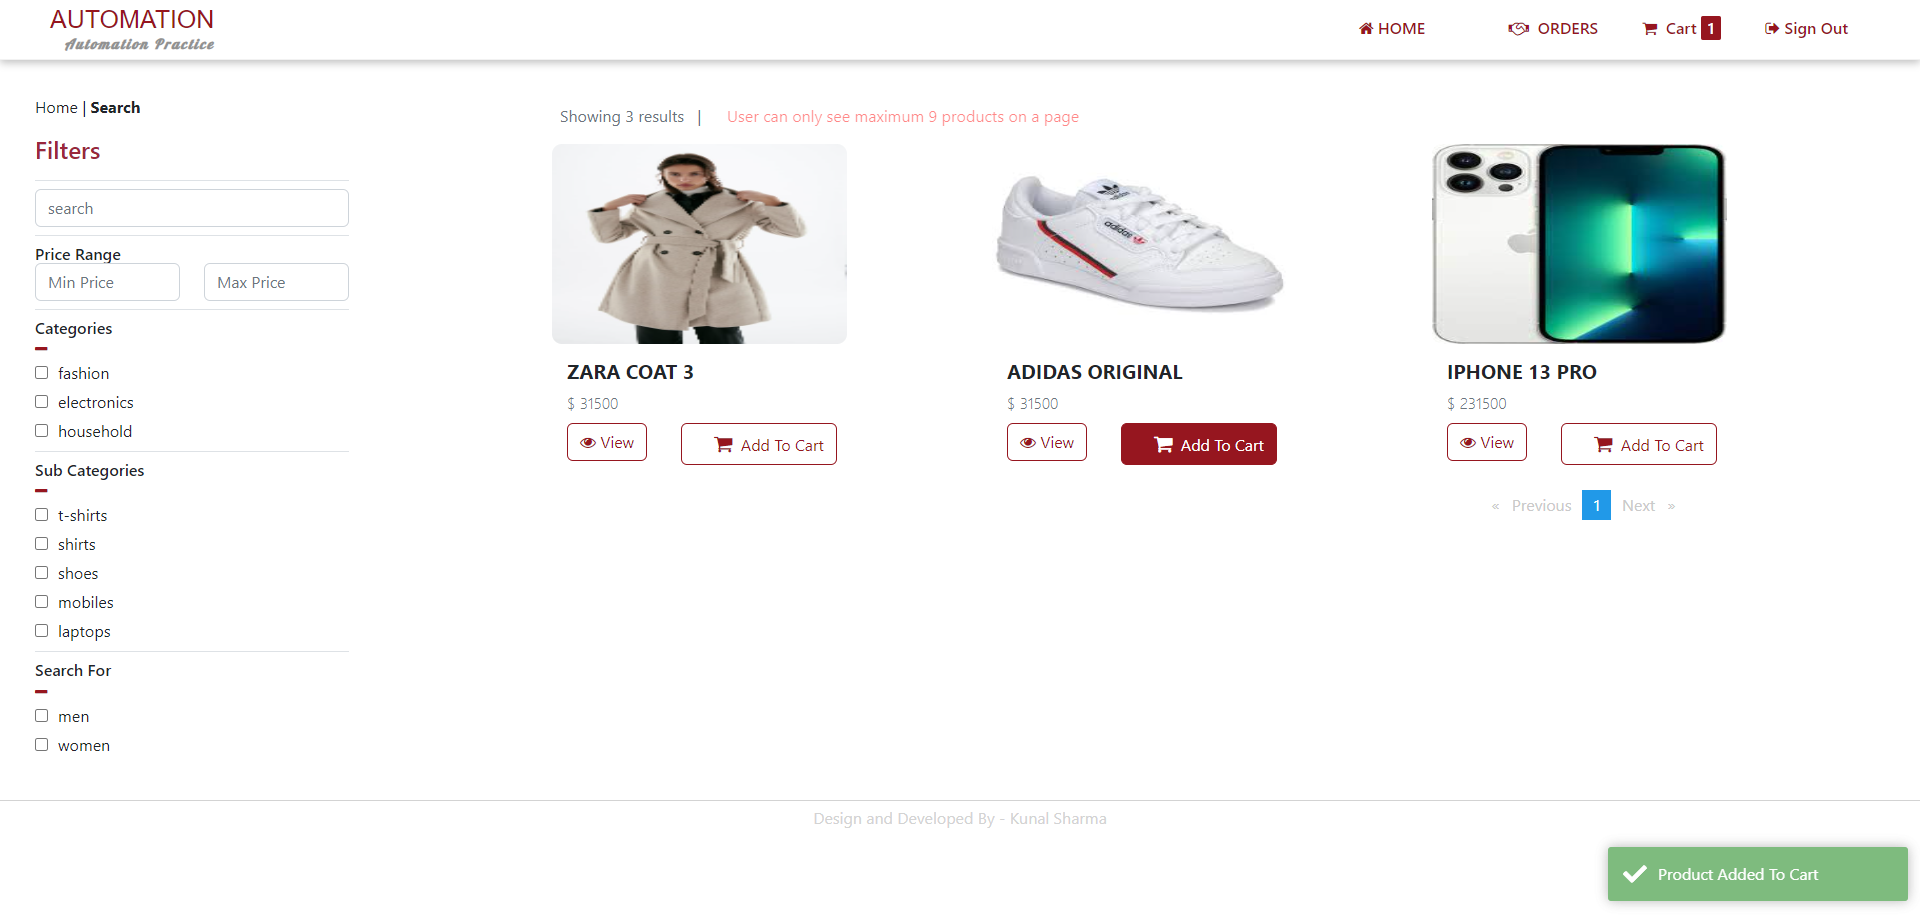 AUTOMATION
Automation Practice
HOME
ORDERS
Cart 1
Sign Out
Home | Search
Filters
search
Price Range
Min Price
Max Price
Categories
fashion
electronics
household
Sub Categories
t-shirts
shirts
shoes
mobiles
laptops
Search For
men
women
Showing 3 results |
User can only see maximum 9 products on a page
adidas
ZARA COAT 3
$ 31500
View
Add To Cart
ADIDAS ORIGINAL
$ 31500
View
Add To Cart
IPHONE 13 PRO
$ 231500
View
Add To Cart
« Previous 1 Next »
Design and Developed By - Kunal Sharma
Product Added To Cart